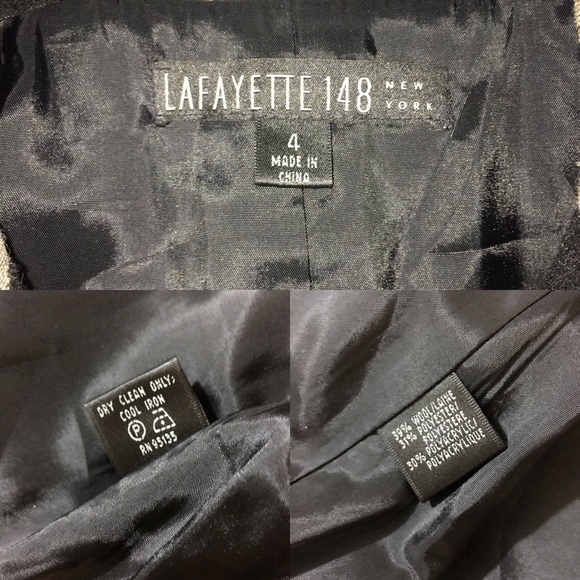 LAFAYETTE 148 NEW YORK
4
MADE IN
CHINA
DRY CLEAN ONLY;
COOL IRON
P
RN95135
39% WOOL/LAINE
31% POLYESTER/
POLYESTERE
30% POLYACRYLIC/
POLYACRYLIQUE